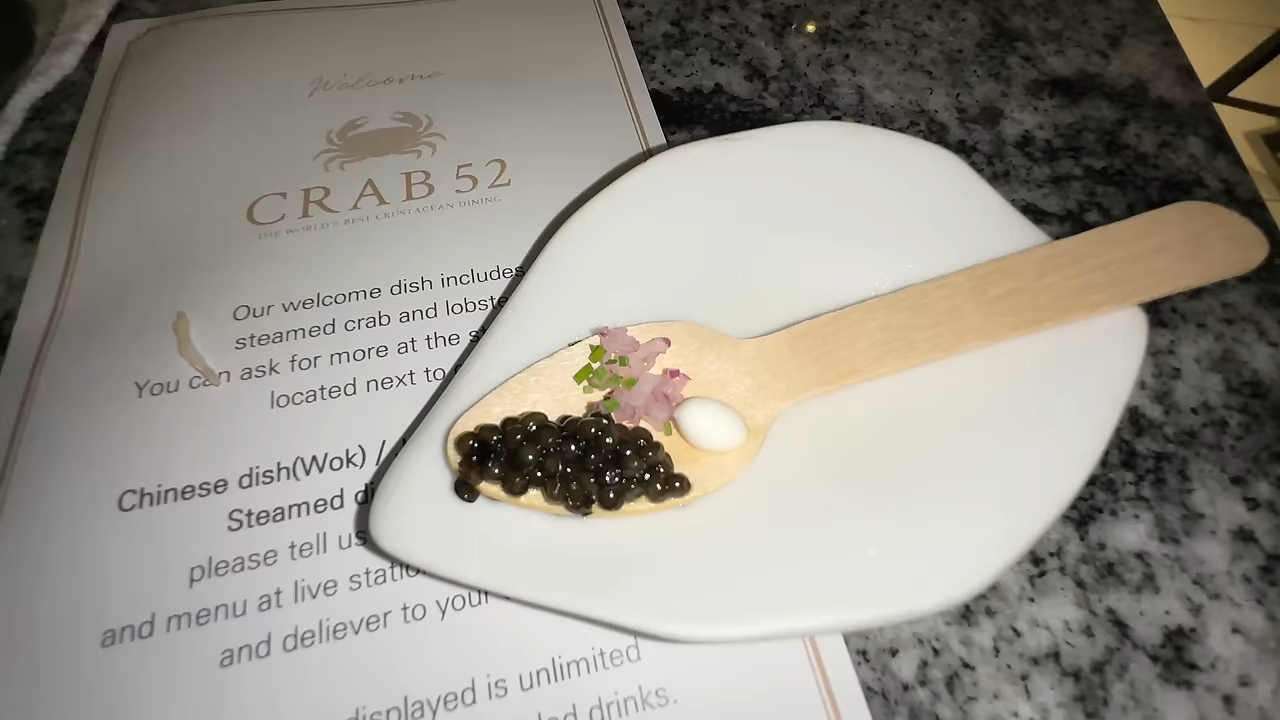 Welcome
CRAB 52
THE WORLD'S BEST CRUSTACEAN DINING
Our welcome dish includes
steamed crab and lobste
You can ask for more at the s
located next to
Chinese dish(Wok) /
Steamed di
please tell us
and menu at live statio
and deliever to your
displayed is unlimited
ed drinks.